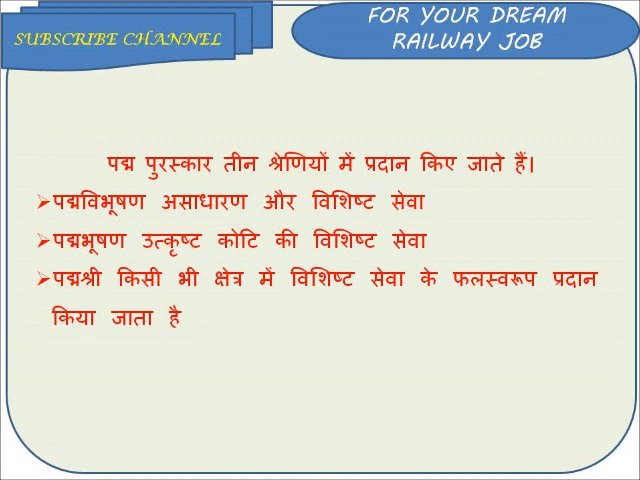 SUBSCRIBE CHANNEL
FOR YOUR DREAM
RAILWAY JOB
पद्म पुरस्कार तीन श्रेणियों में प्रदान किए जाते हैं।
➢पद्मविभूषण असाधारण और विशिष्ट सेवा
➢पद्मभूषण उत्कृष्ट कोटि की विशिष्ट सेवा
➢पद्मश्री किसी भी क्षेत्र में विशिष्ट सेवा के फलस्वरूप प्रदान
किया जाता है